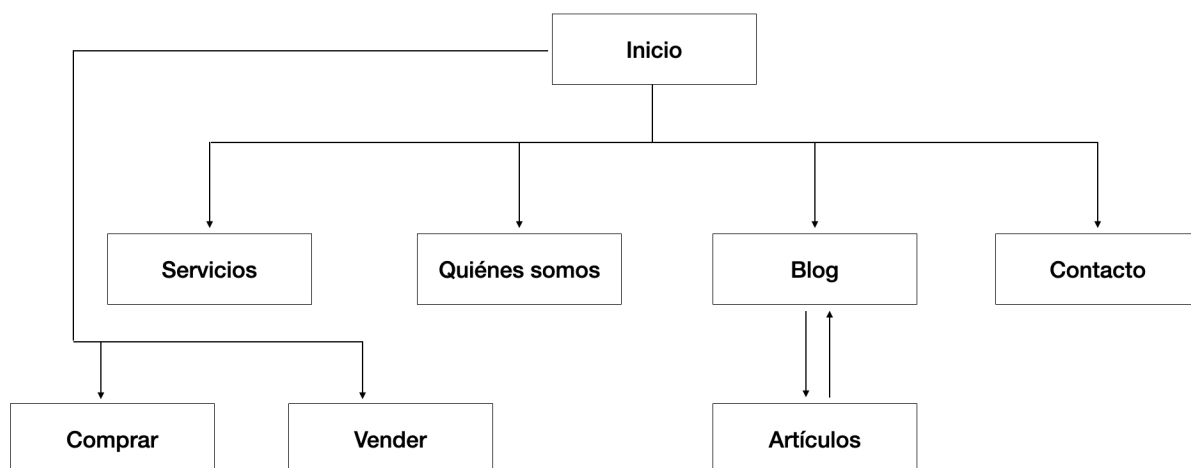 Inicio
Servicios
Quiénes somos
Blog
Contacto
Comprar
Vender
Artículos